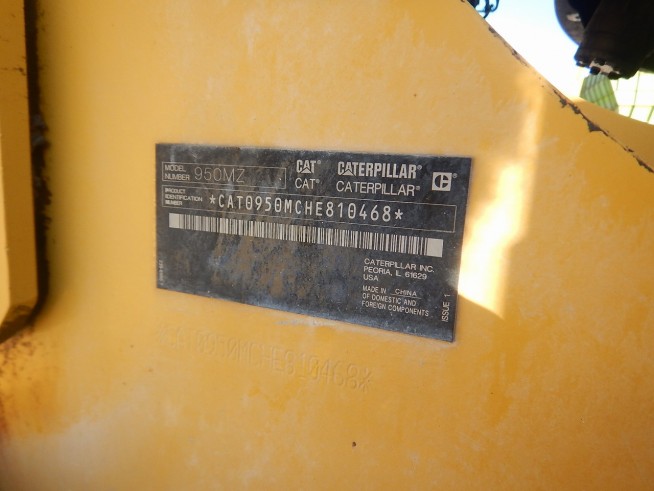 MODEL NUMBER 950MZ
CAT CATERPILLAR
CAT® CATERPILLAR®
PRODUCT IDENTIFICATION NUMBER
*CAT0950MCHE810468*
CATERPILLAR INC.
PEORIA, IL 61629
USA
MADE IN CHINA
OF DOMESTIC AND
FOREIGN COMPONENTS
ISSUE 1
0950MCHE810468*